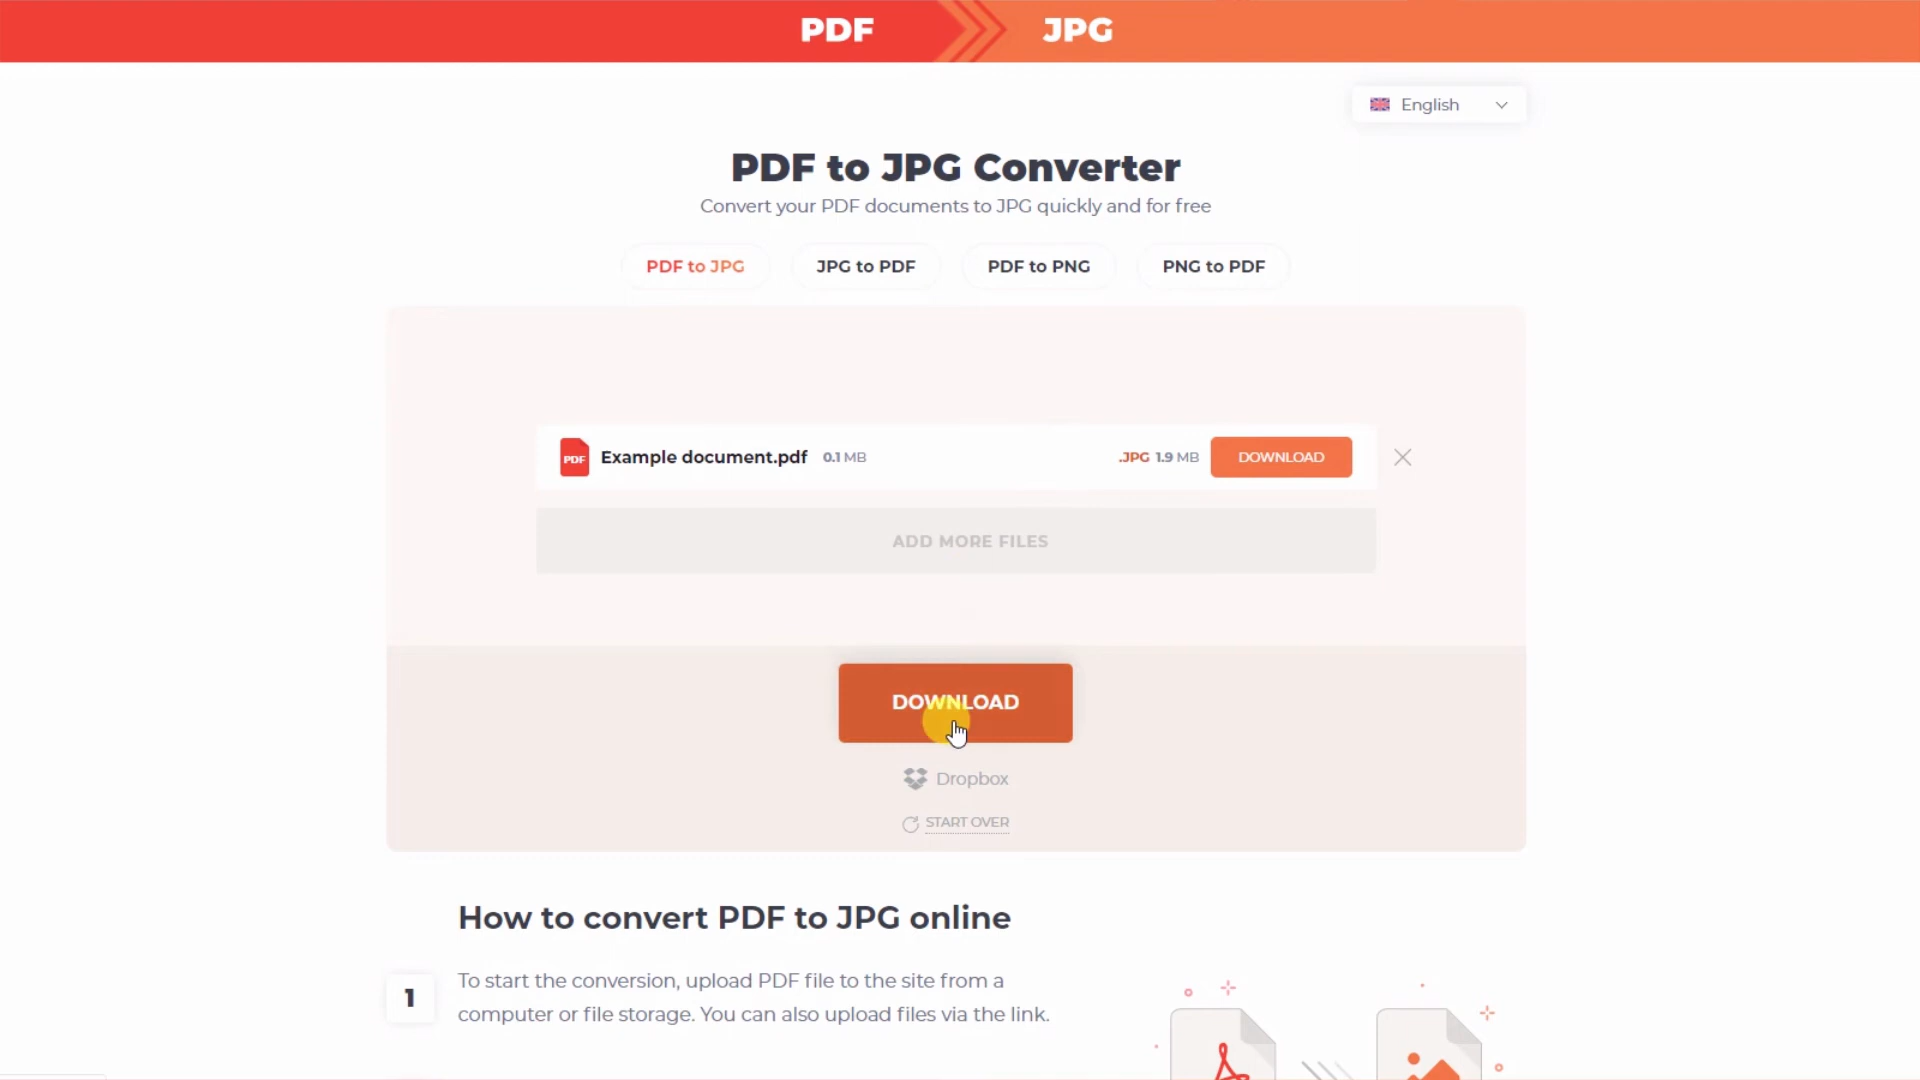 PDF JPG
English
PDF to JPG Converter
Convert your PDF documents to JPG quickly and for free
PDF to JPG JPG to PDF PDF to PNG PNG to PDF
PDF Example document.pdf 0.1 MB .JPG 1.9 MB DOWNLOAD
ADD MORE FILES
DOWNLOAD
Dropbox
START OVER
How to convert PDF to JPG online
1
To start the conversion, upload PDF file to the site from a
computer or file storage. You can also upload files via the link.